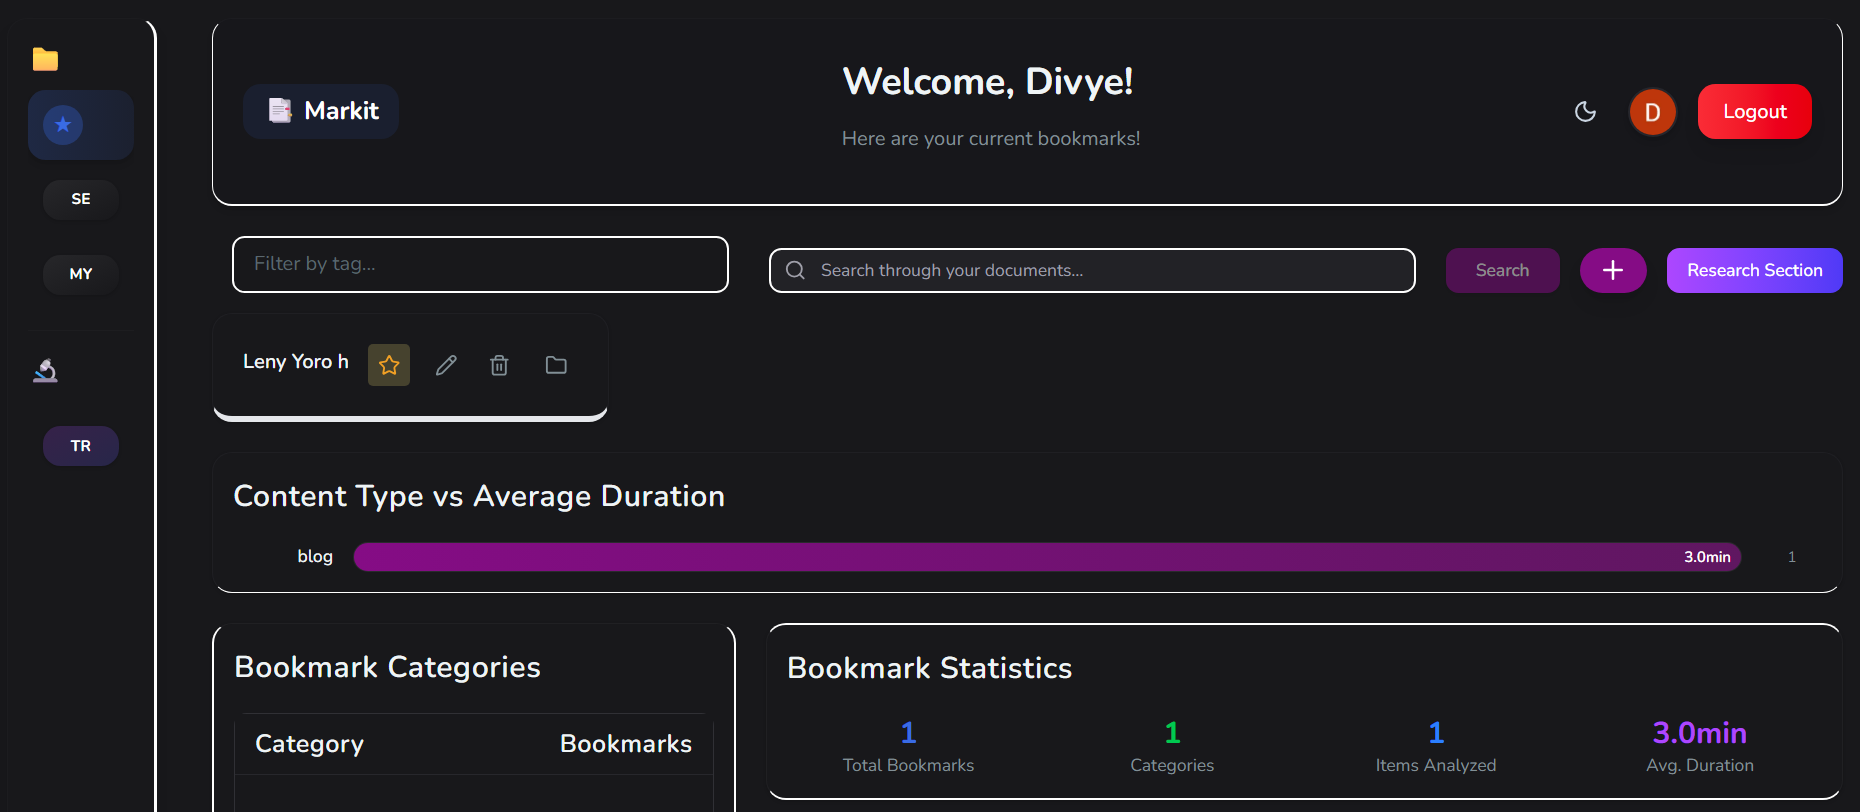 Markit
Welcome, Divye!
Here are your current bookmarks!
D
Logout
SE
MY
TR
Filter by tag...
Search through your documents...
Search
Research Section
Leny Yoro h
Content Type vs Average Duration
blog
3.0min
1
Bookmark Categories
Category Bookmarks
Bookmark Statistics
1
Total Bookmarks
1
Categories
1
Items Analyzed
3.0min
Avg. Duration